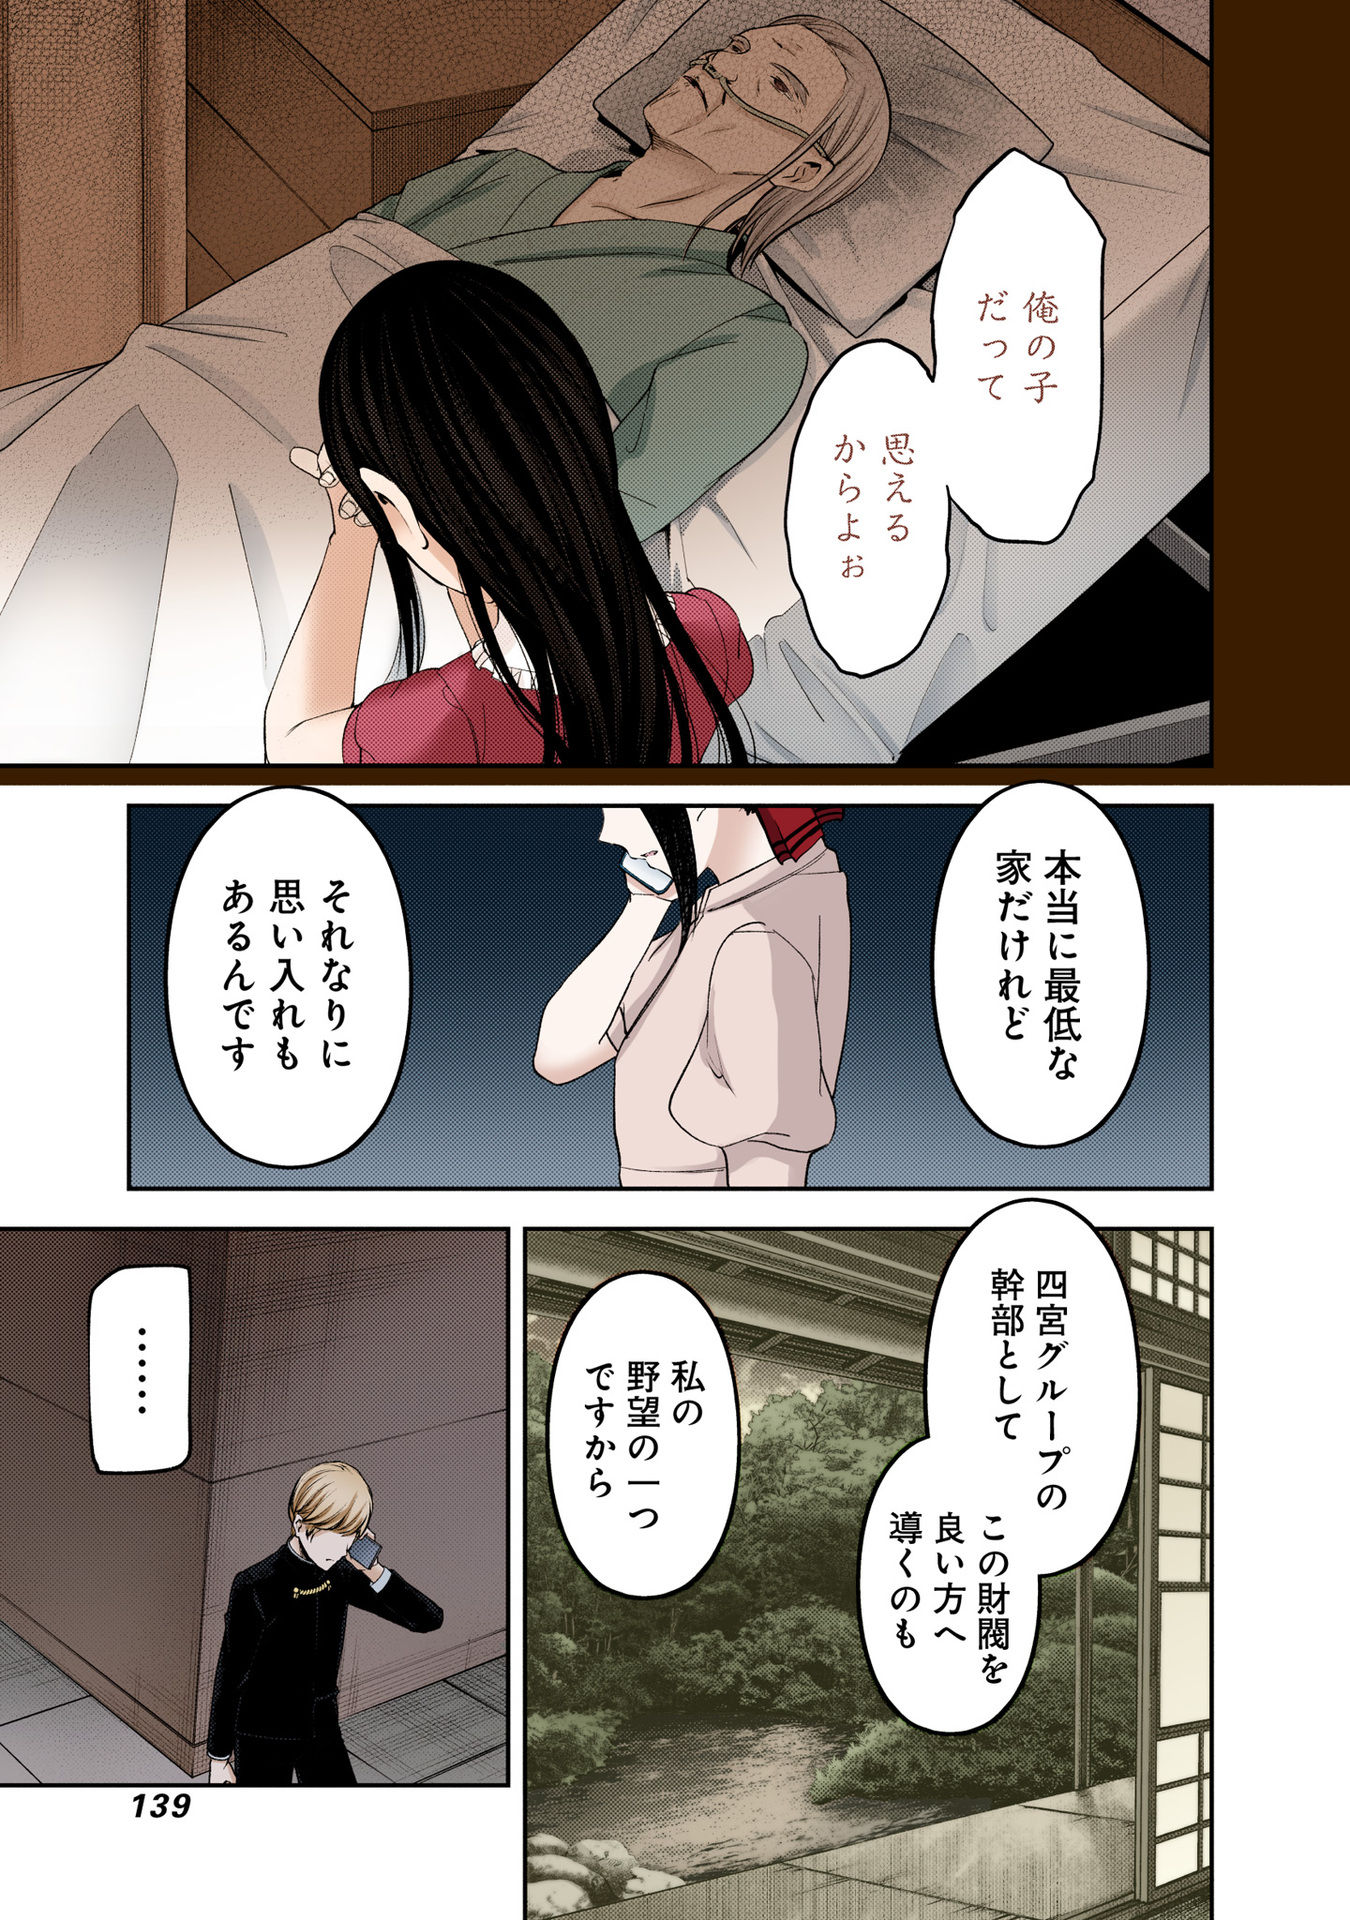 俺の子
だって
思える
からよぉ
本当に最低な
家だけれど
それなりに
思い入れも
あるんです
四宮グループの
幹部として
この財閥を
良い方へ
導くのも
私の
野望の一つ
ですから
……
139